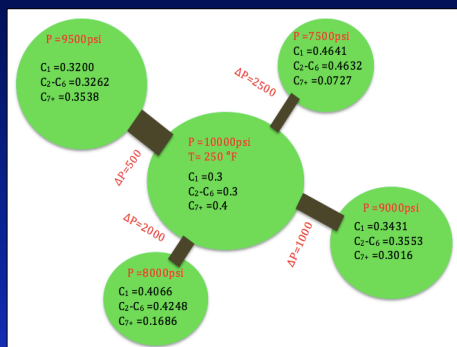 P =9500psi
C₁ =0.3200
C₂-C₆ =0.3262
C₇₊ =0.3538
P =7500psi
C₁ =0.4641
C₂-C₆ =0.4632
C₇₊ =0.0727
ΔP=2500
ΔP=500
P =10000psi
T= 250 °F
C₁ =0.3
C₂-C₆ =0.3
C₇₊ =0.4
ΔP=2000
ΔP=1000
P =9000psi
C₁ =0.3431
C₂-C₆ =0.3553
C₇₊ =0.3016
P =8000psi
C₁ =0.4066
C₂-C₆ =0.4248
C₇₊ =0.1686